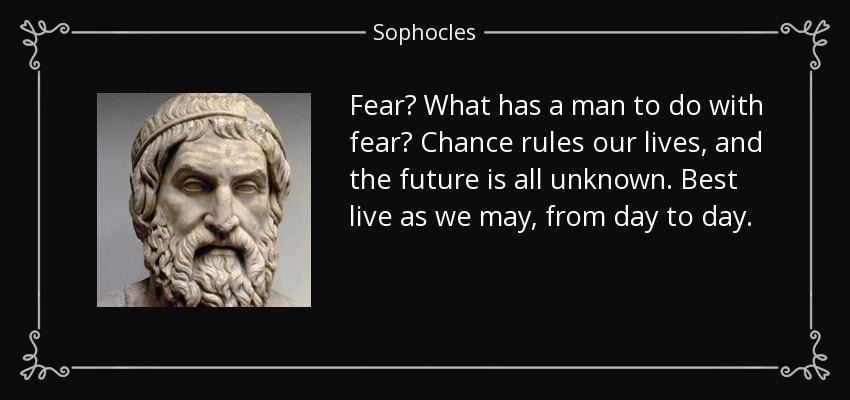 Sophocles
Fear? What has a man to do with
fear? Chance rules our lives, and
the future is all unknown. Best
live as we may, from day to day.